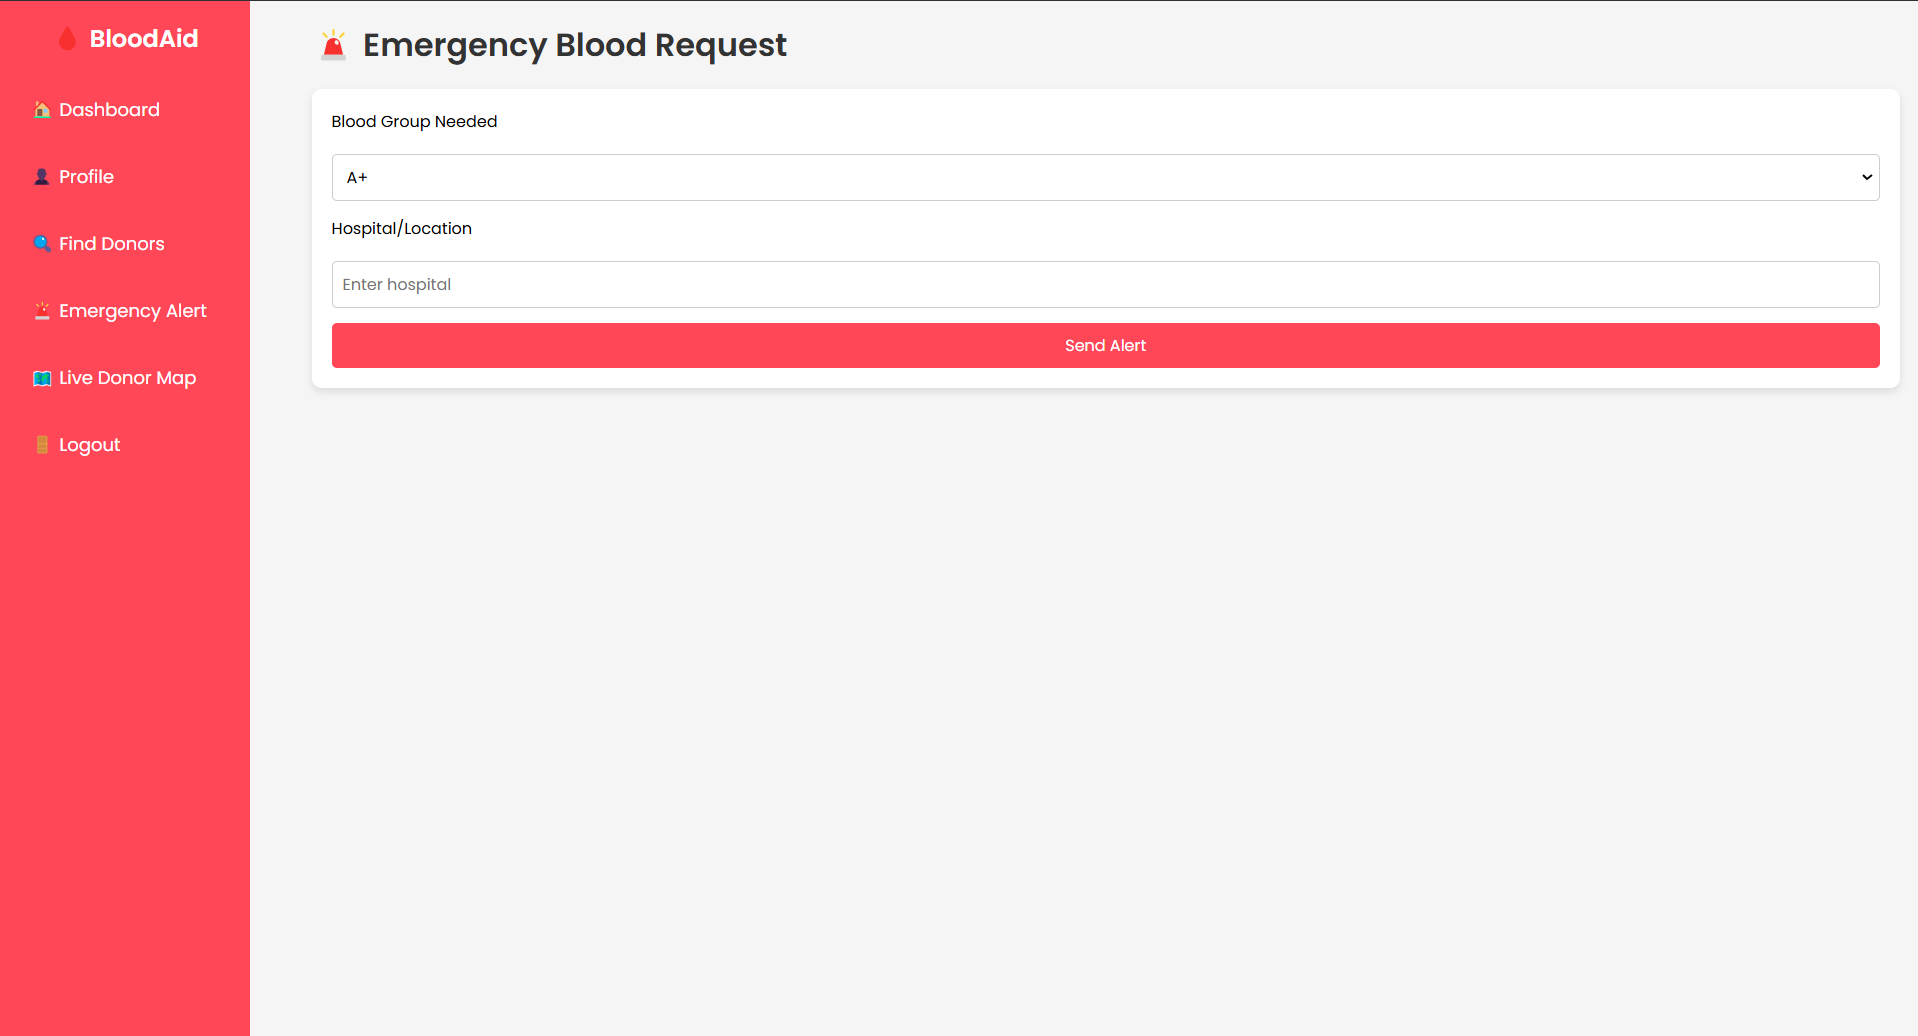 BloodAid
Dashboard
Profile
Find Donors
Emergency Alert
Live Donor Map
Logout
Emergency Blood Request
Blood Group Needed
A+
Hospital/Location
Enter hospital
Send Alert